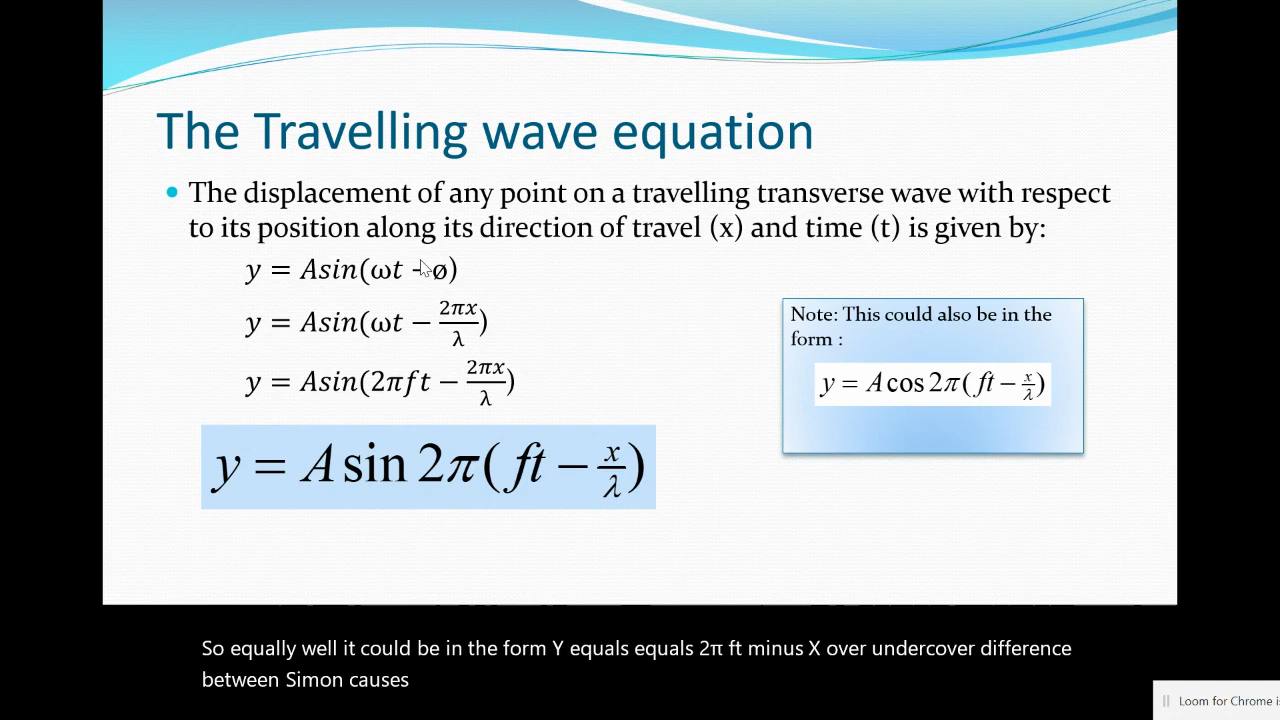 The Travelling wave equation
• The displacement of any point on a travelling transverse wave with respect
to its position along its direction of travel (x) and time (t) is given by:
y = Asin(ωt - ø)
y = Asin(ωt − 2πx/λ)
y = Asin(2πft − 2πx/λ)
y = A sin 2π(ft − x/λ)
Note: This could also be in the
form :
y = A cos 2π(ft − x/λ)
So equally well it could be in the form Y equals equals 2π ft minus X over undercover difference
between Simon causes
Loom for Chrome i